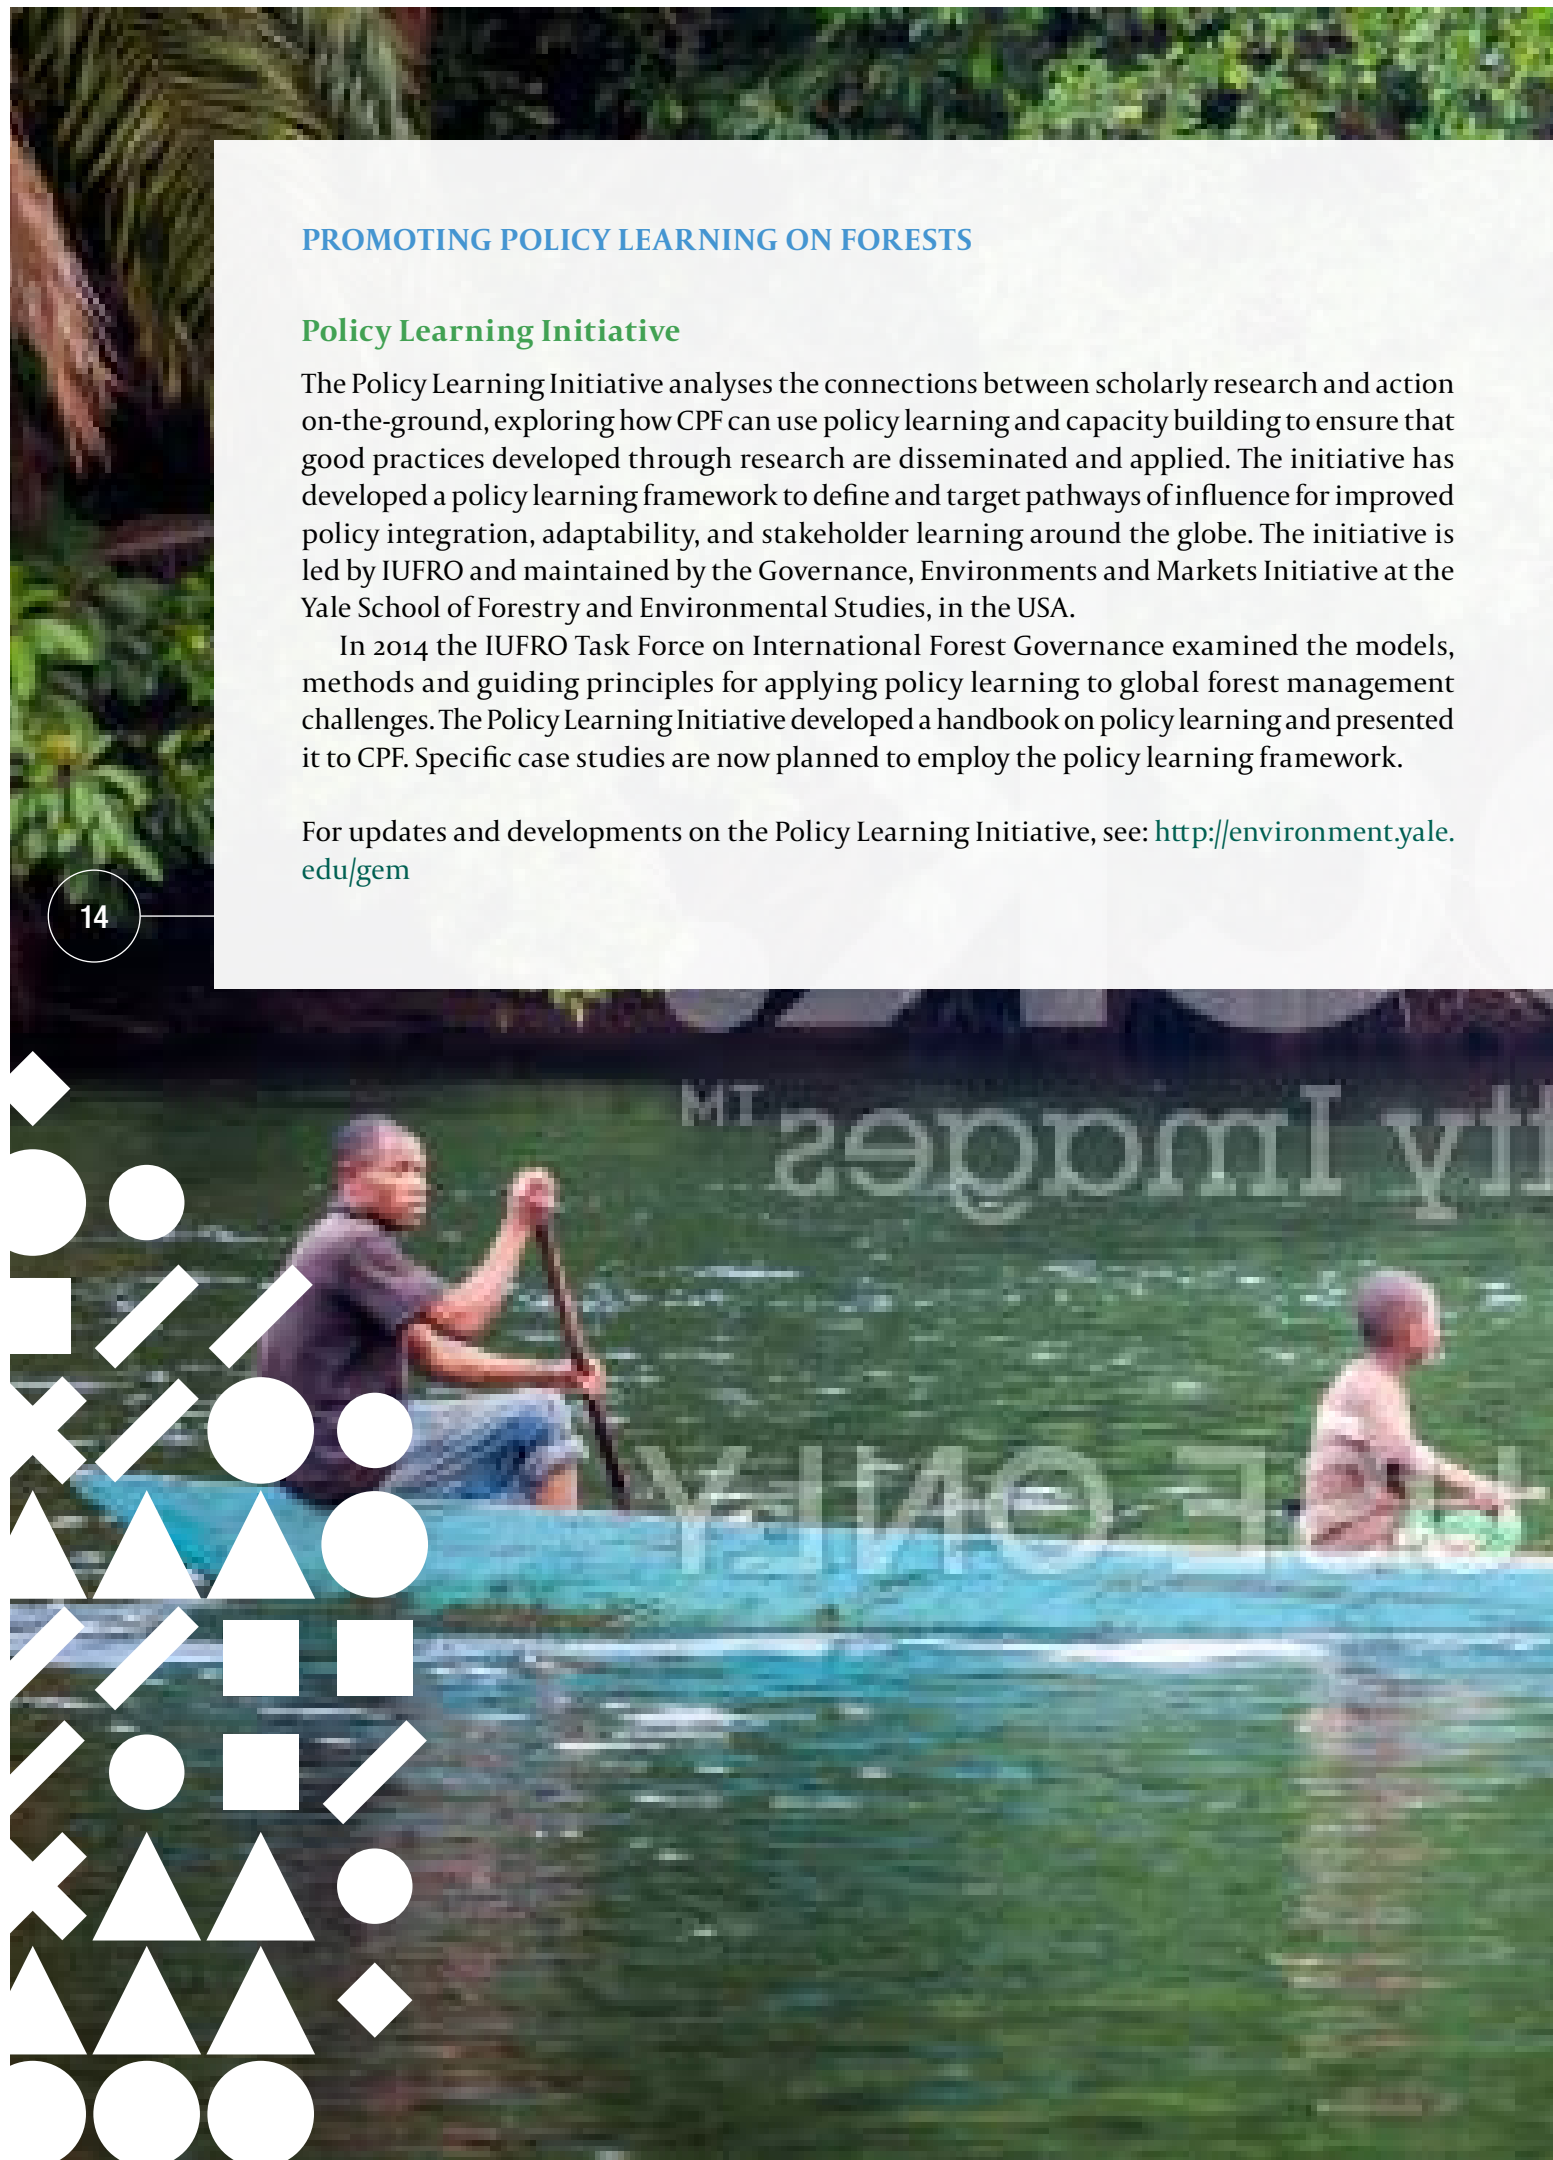 PROMOTING POLICY LEARNING ON FORESTS
Policy Learning Initiative
The Policy Learning Initiative analyses the connections between scholarly research and action
on-the-ground, exploring how CPF can use policy learning and capacity building to ensure that
good practices developed through research are disseminated and applied. The initiative has
developed a policy learning framework to define and target pathways of influence for improved
policy integration, adaptability, and stakeholder learning around the globe. The initiative is
led by IUFRO and maintained by the Governance, Environments and Markets Initiative at the
Yale School of Forestry and Environmental Studies, in the USA.
In 2014 the IUFRO Task Force on International Forest Governance examined the models,
methods and guiding principles for applying policy learning to global forest management
challenges. The Policy Learning Initiative developed a handbook on policy learning and presented
it to CPF. Specific case studies are now planned to employ the policy learning framework.
For updates and developments on the Policy Learning Initiative, see: http://environment.yale.
edu/gem
14
tty Images™
ONLY